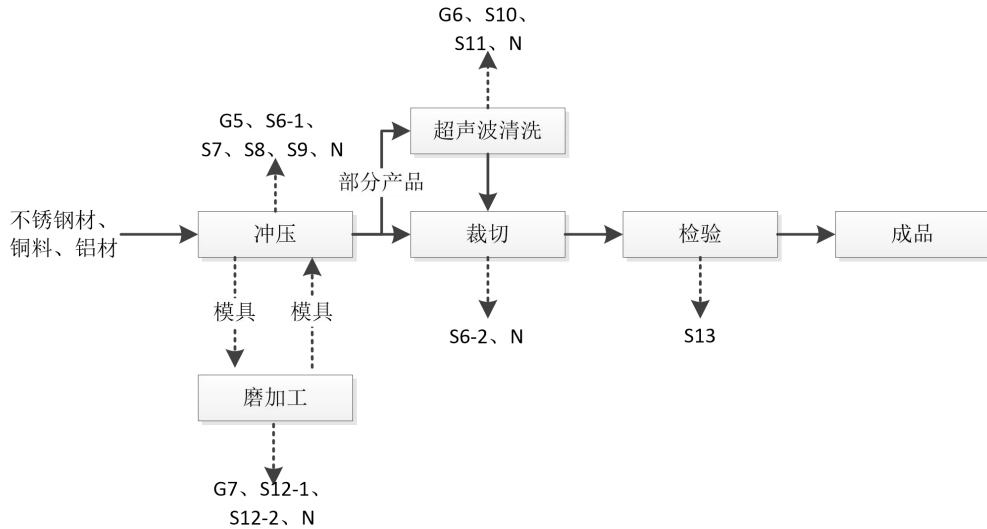 G6、S10、
S11、N
超声波清洗
G5、S6-1、
S7、S8、S9、N
部分产品
不锈钢材、
铜料、铝材
冲压
裁切
检验
成品
模具
模具
S6-2、N
S13
磨加工
G7、S12-1、
S12-2、N